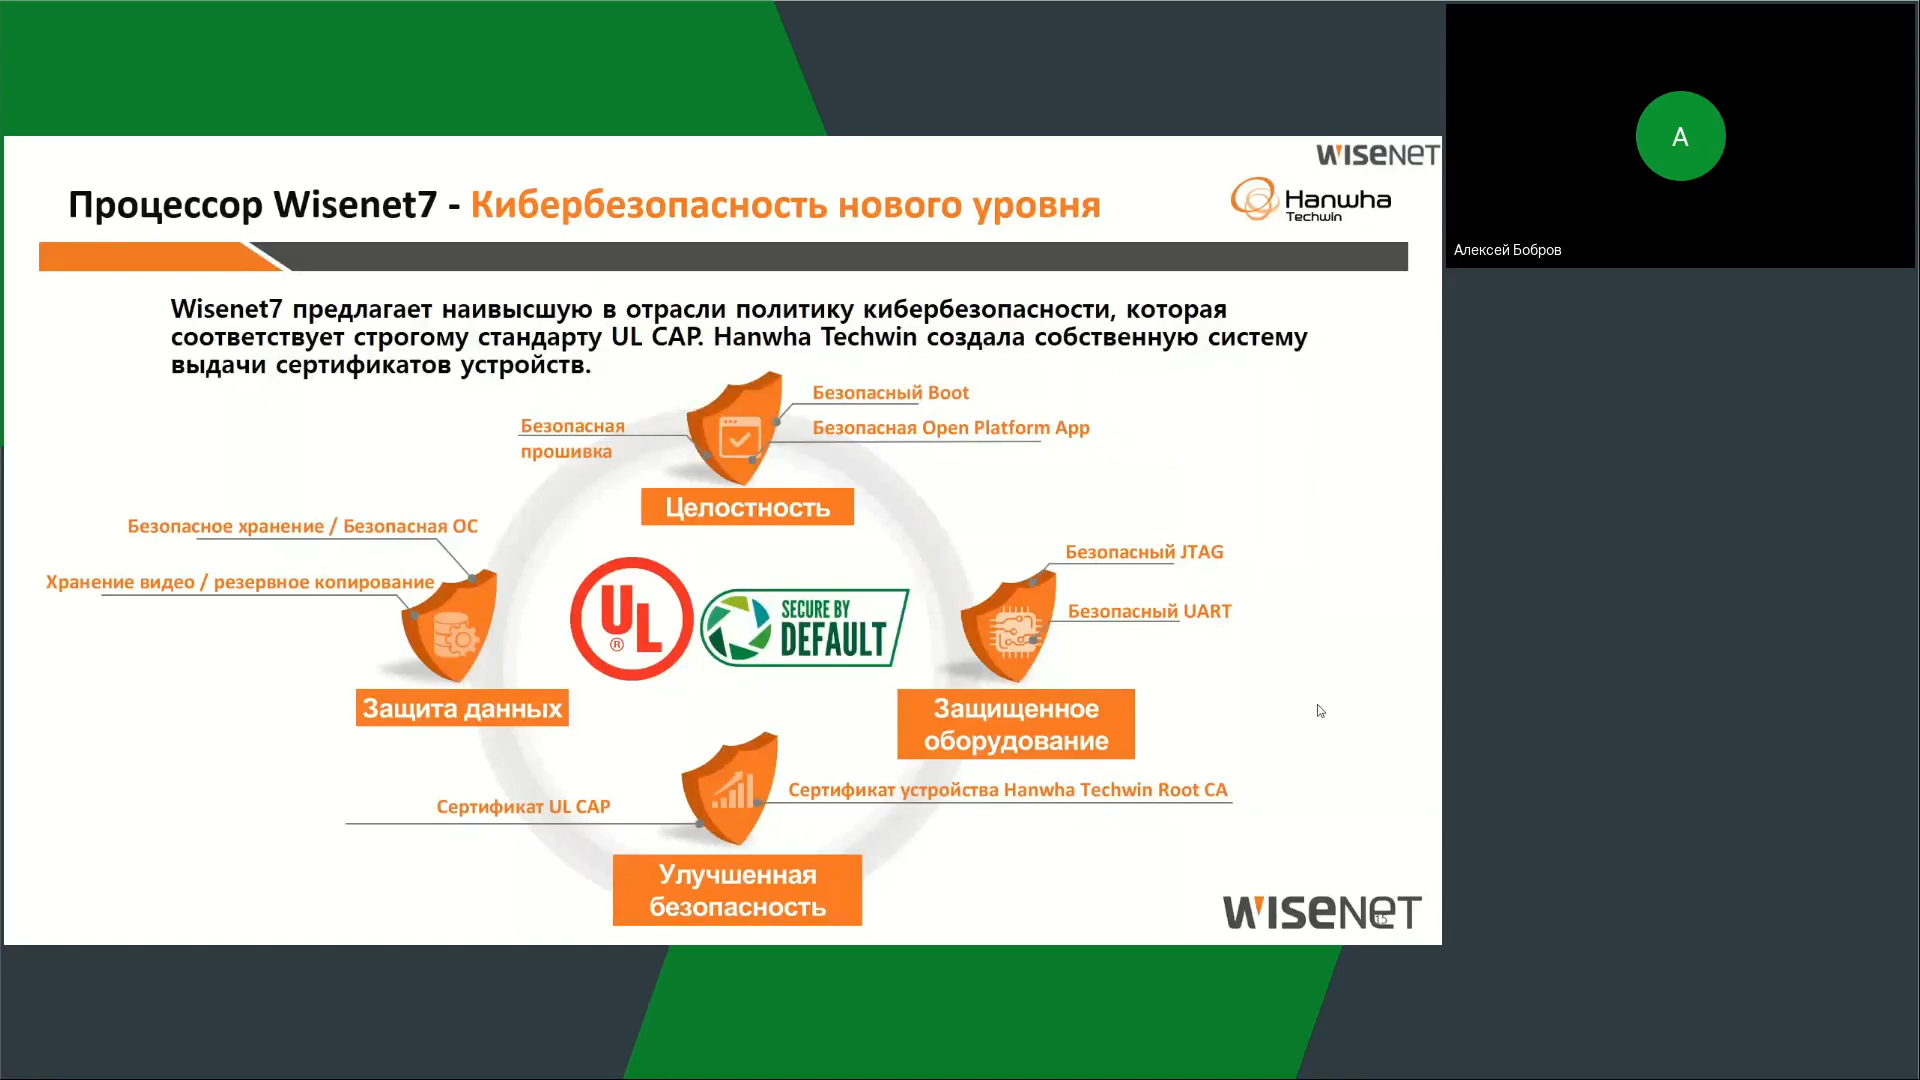 WISENET
Процессор Wisenet7 - Кибербезопасность нового уровня
Hanwha
Techwin
A
Алексей Бобров
Wisenet7 предлагает наивысшую в отрасли политику кибербезопасности, которая
соответствует строгому стандарту UL CAP. Hanwha Techwin создала собственную систему
выдачи сертификатов устройств.
Безопасный Boot
Безопасная Open Platform App
Безопасная
прошивка
Целостность
Безопасное хранение / Безопасная ОС
Хранение видео / резервное копирование
Защита данных
UL
®
SECURE BY
DEFAULT
Безопасный JTAG
Безопасный UART
Защищенное
оборудование
Сертификат UL CAP
Сертификат устройства Hanwha Techwin Root CA
Улучшенная
безопасность
WISENET
15